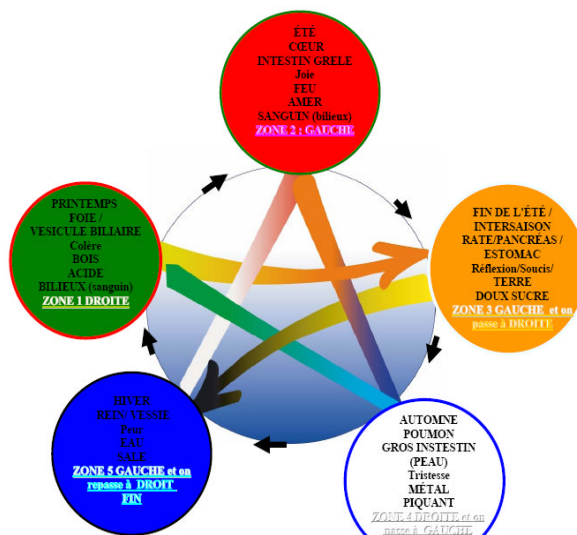 ÉTÉ
CŒUR
INTESTIN GRELE
Joie
FEU
AMER
SANGUIN (bilieux)
ZONE 2 : GAUCHE
PRINTEMPS
FOIE /
VESICULE BILIAIRE
Colère
BOIS
ACIDE
BILIEUX (sanguin)
ZONE 1 DROITE
FIN DE L'ÉTÉ /
INTERSAISON
RATE/PANCRÉAS /
ESTOMAC
Réflexion/Soucis/
TERRE
DOUX SUCRE
ZONE 3 GAUCHE et on
passe à DROITE
HIVER
REIN/ VESSIE
Peur
EAU
SALE
ZONE 5 GAUCHE et on
repasse à DROIT
FIN
AUTOMNE
POUMON
GROS INSTESTIN
(PEAU)
Tristesse
MÉTAL
PIQUANT
ZONE 4 DROITE et on
passe à GAUCHE